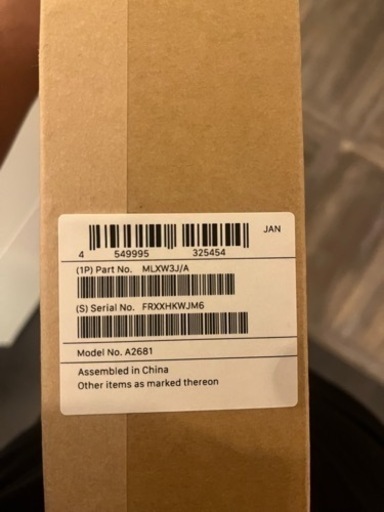 JAN
4 549995 325454
(1P) Part No. MLXW3J/A
(S) Serial No. FRXXHKWJM6
Model No. A2681
Assembled in China
Other items as marked thereon